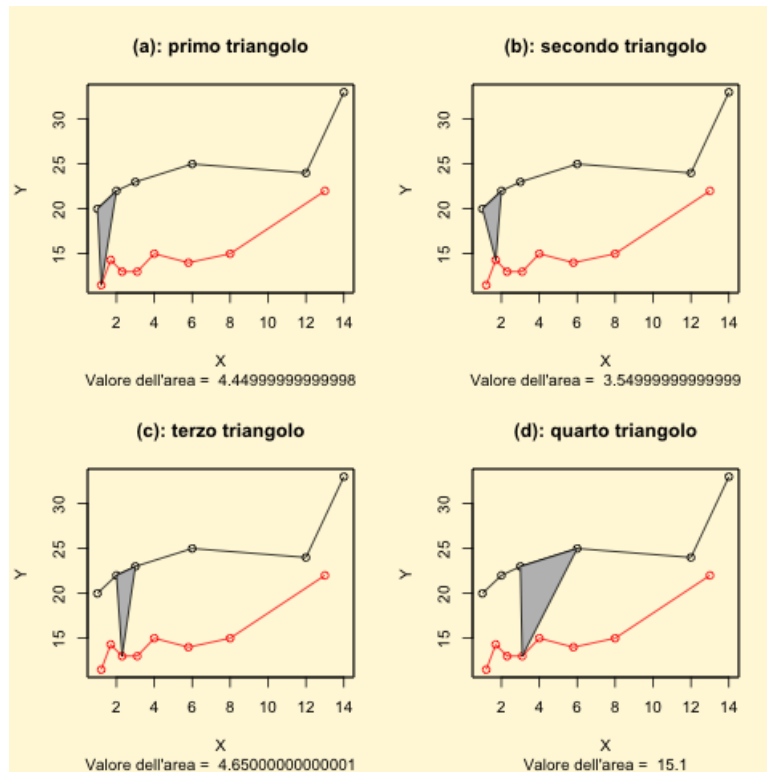 (a): primo triangolo
Y
30
25
20
15
2 4 6 8 10 12 14
X
Valore dell'area = 4.44999999999998
(b): secondo triangolo
Y
30
25
20
15
2 4 6 8 10 12 14
X
Valore dell'area = 3.54999999999999
(c): terzo triangolo
Y
30
25
20
15
2 4 6 8 10 12 14
X
Valore dell'area = 4.65000000000001
(d): quarto triangolo
Y
30
25
20
15
2 4 6 8 10 12 14
X
Valore dell'area = 15.1